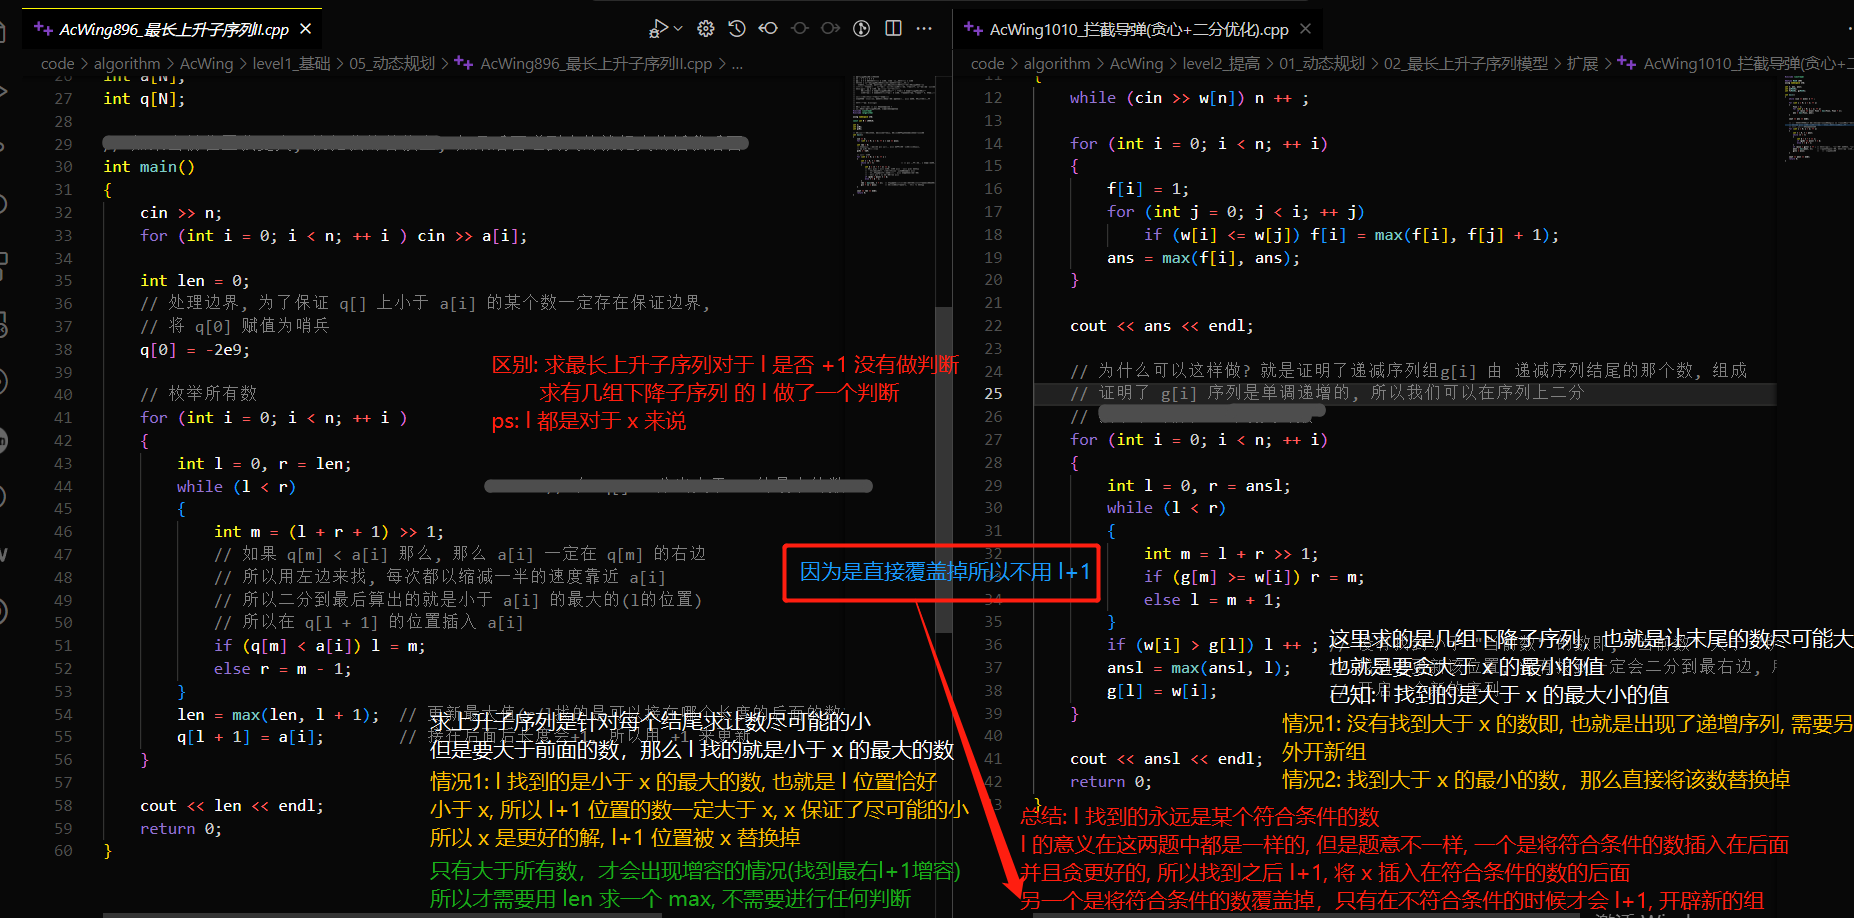 AcWing896_最长上升子序列II.cpp
code > algorithm > AcWing > level1_基础 > 05_动态规划 > AcWing896_最长上升子序列II.cpp > ...
26 int a[N];
27 int q[N];
28
29
30 int main()
31 {
32 cin >> n;
33 for (int i = 0; i < n; ++ i ) cin >> a[i];
34
35 int len = 0;
36 // 处理边界, 为了保证 q[] 上小于 a[i] 的某个数一定存在保证边界,
37 // 将 q[0] 赋值为哨兵
38 q[0] = -2e9;
39
40 // 枚举所有数
41 for (int i = 0; i < n; ++ i )
42 {
43 int l = 0, r = len;
44 while (l < r)
45 {
46 int m = (l + r + 1) >> 1;
47 // 如果 q[m] < a[i] 那么, 那么 a[i] 一定在 q[m] 的右边
48 // 所以用左边来找, 每次都以缩减一半的速度靠近 a[i]
49 // 所以二分到最后算出的就是小于 a[i] 的最大的(l的位置)
50 // 所以在 q[l + 1] 的位置插入 a[i]
51 if (q[m] < a[i]) l = m;
52 else r = m - 1;
53 }
54 len = max(len, l + 1); //
55 q[l + 1] = a[i]; //
56 }
57
58 cout << len << endl;
59 return 0;
60 }
区别: 求最长上升子序列对于 l 是否 +1 没有做判断
求有几组下降子序列 的 l 做了一个判断
ps: l 都是对于 x 来说
求上升子序列是针对每个结尾求让数尽可能的小
但是要大于前面的数，那么 l 找的就是小于 x 的最大的数
情况1: l 找到的是小于 x 的最大的数, 也就是 l 位置恰好
小于 x, 所以 l+1 位置的数一定大于 x, x 保证了尽可能的小
所以 x 是更好的解, l+1 位置被 x 替换掉
只有大于所有数，才会出现增容的情况(找到最右l+1增容)
所以才需要用 len 求一个 max, 不需要进行任何判断
因为是直接覆盖掉所以不用 l+1
AcWing1010_拦截导弹(贪心+二分优化).cpp
code > algorithm > AcWing > level2_提高 > 01_动态规划 > 02_最长上升子序列模型 > 扩展 > AcWing1010_拦截导弹(贪心+二
11 {
12 while (cin >> w[n]) n ++ ;
13
14 for (int i = 0; i < n; ++ i)
15 {
16 f[i] = 1;
17 for (int j = 0; j < i; ++ j)
18 if (w[i] <= w[j]) f[i] = max(f[i], f[j] + 1);
19 ans = max(f[i], ans);
20 }
21
22 cout << ans << endl;
23
24 // 为什么可以这样做? 就是证明了递减序列组g[i] 由 递减序列结尾的那个数, 组成
25 // 证明了 g[i] 序列是单调递增的, 所以我们可以在序列上二分
26 //
27 for (int i = 0; i < n; ++ i)
28 {
29 int l = 0, r = ansl;
30 while (l < r)
31 {
32 int m = l + r >> 1;
if (g[m] >= w[i]) r = m;
34 else l = m + 1;
35 }
36 if (w[i] > g[l]) l ++ ;
37 ansl = max(ansl, l);
38 g[l] = w[i];
39 }
40
41 cout << ansl << endl;
42 return 0;
43 }
这里求的是几组下降子序列，也就是让末尾的数尽可能大
也就是要贪大于 x 的最小的值
已知: l 找到的是大于 x 的最大小的值
情况1: 没有找到大于 x 的数即, 也就是出现了递增序列, 需要另
外开新组
情况2: 找到大于 x 的最小的数，那么直接将该数替换掉
总结: l 找到的永远是某个符合条件的数
l 的意义在这两题中都是一样的, 但是题意不一样, 一个是将符合条件的数插入在后面
并且贪更好的, 所以找到之后 l+1, 将 x 插入在符合条件的数的后面
另一个是将符合条件的数覆盖掉，只有在不符合条件的时候才会 l+1, 开辟新的组